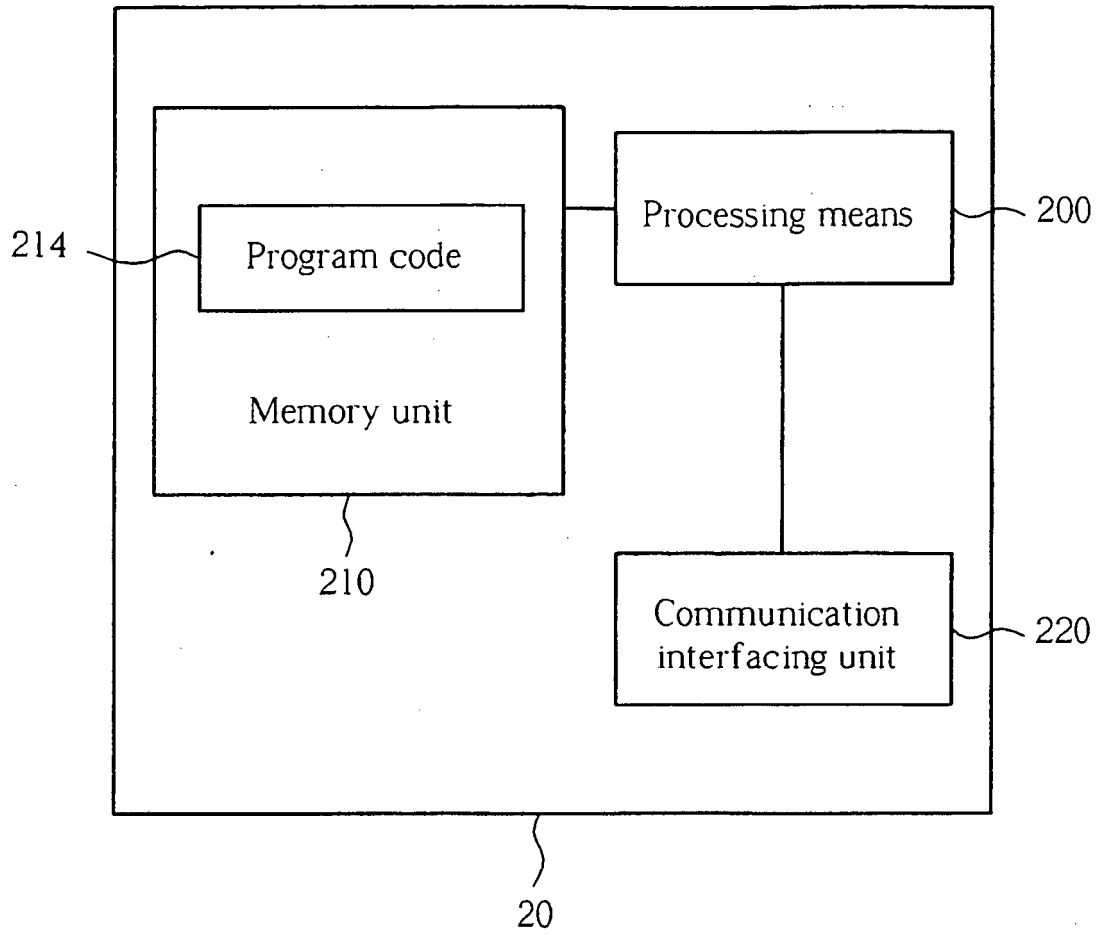 Processing means
200
214
Program code
Memory unit
210
Communication
interfacing unit
220
20